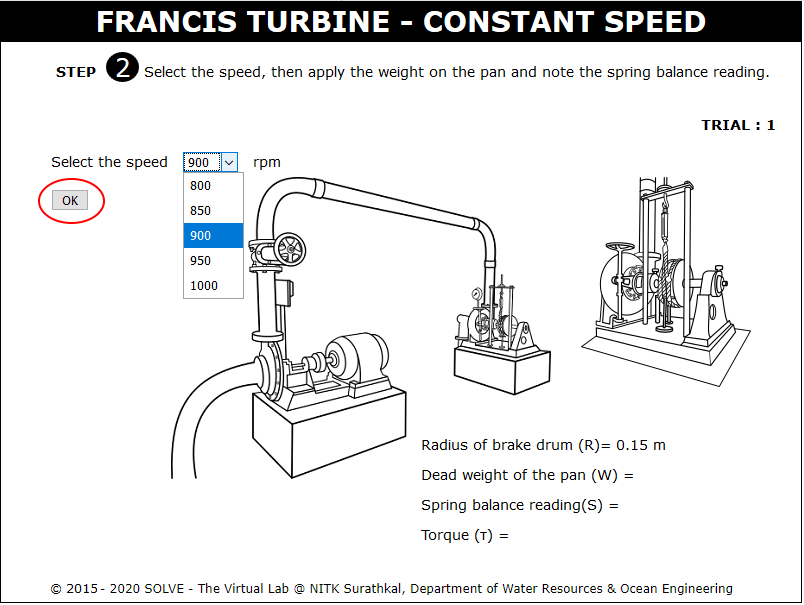 FRANCIS TURBINE - CONSTANT SPEED
STEP 2 Select the speed, then apply the weight on the pan and note the spring balance reading.
TRIAL : 1
Select the speed 900 rpm
OK
800
850
900
950
1000
Radius of brake drum (R)= 0.15 m
Dead weight of the pan (W) =
Spring balance reading(S) =
Torque (τ) =
© 2015 - 2020 SOLVE - The Virtual Lab @ NITK Surathkal, Department of Water Resources & Ocean Engineering